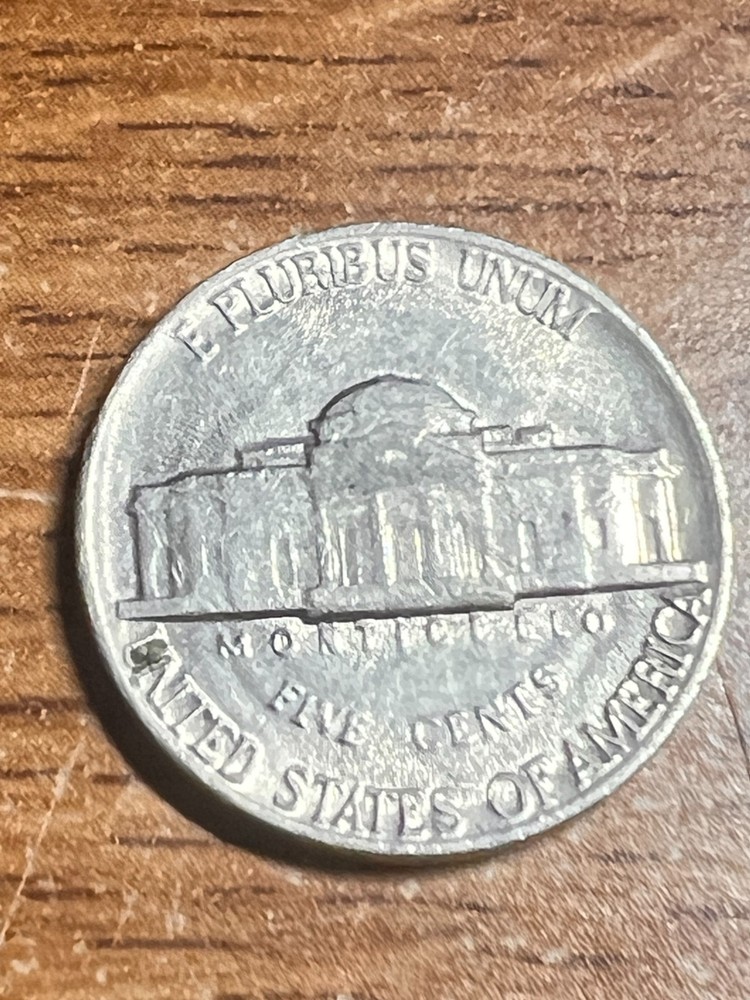 E PLURIBUS UNUM
MONTICELLO
FIVE CENTS
UNITED STATES OF AMERICA